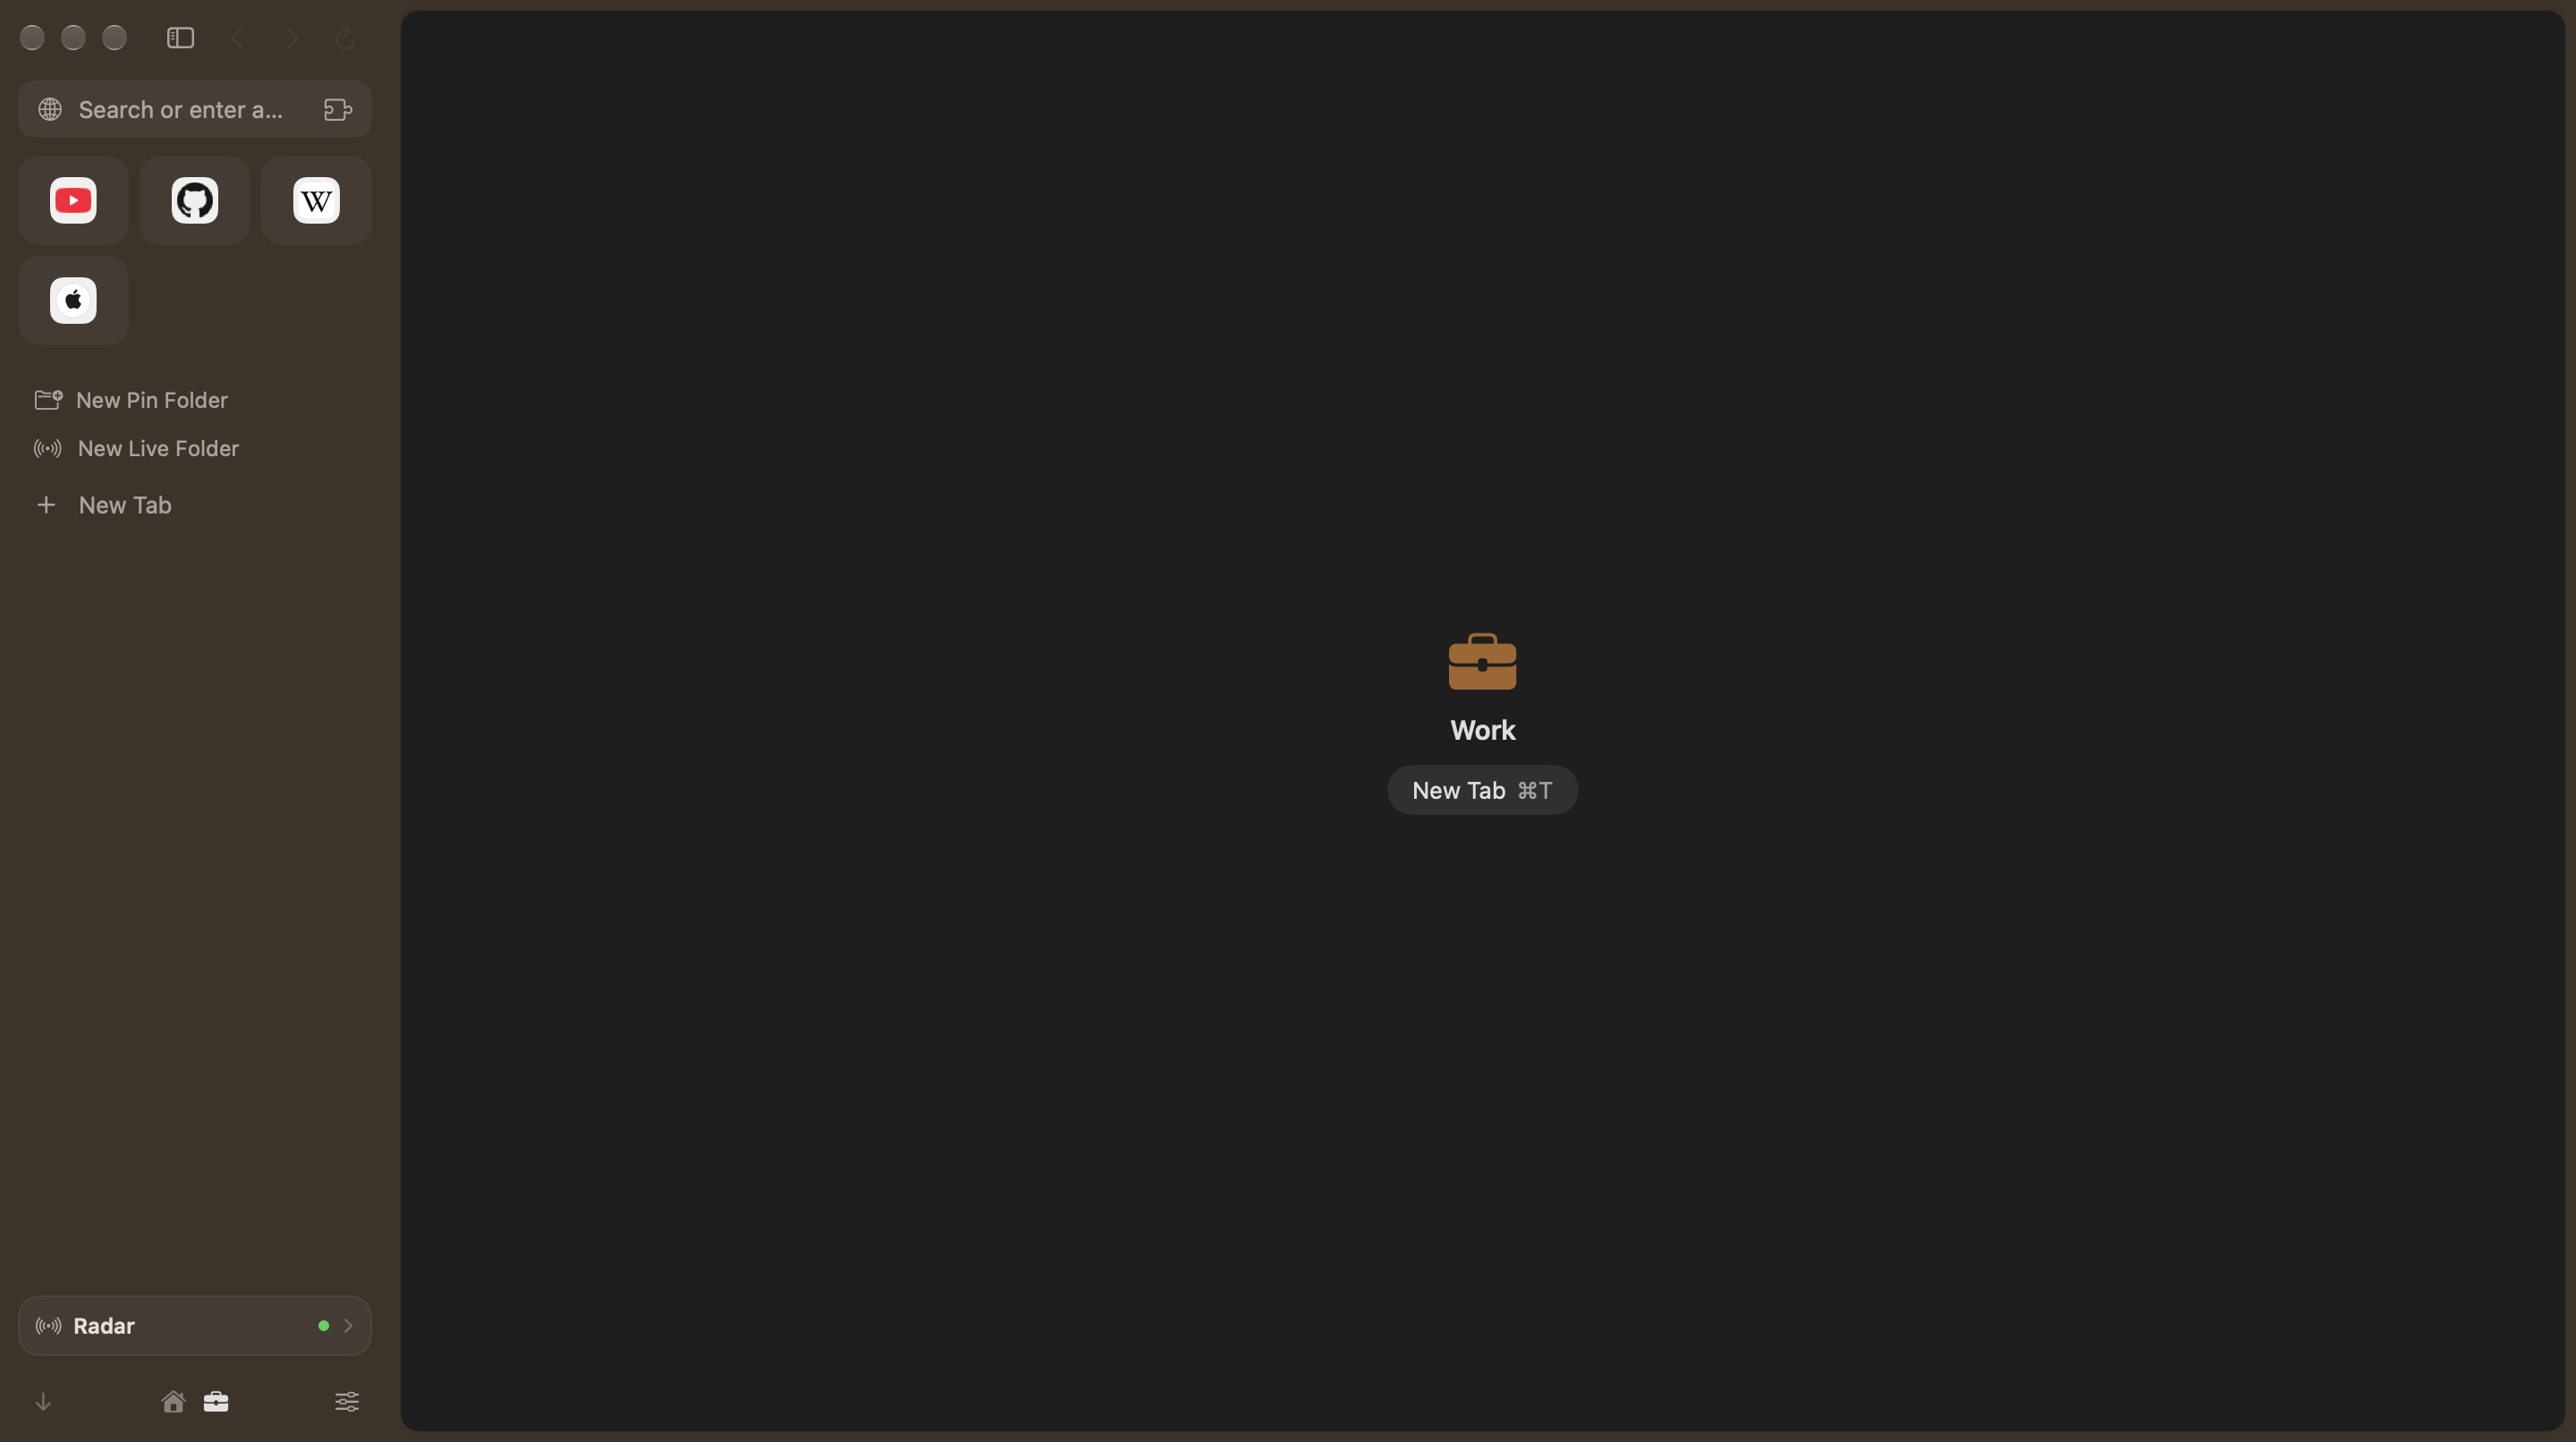 Search or enter a...
W
New Pin Folder
New Live Folder
New Tab
Work
New Tab ⌘T
Radar